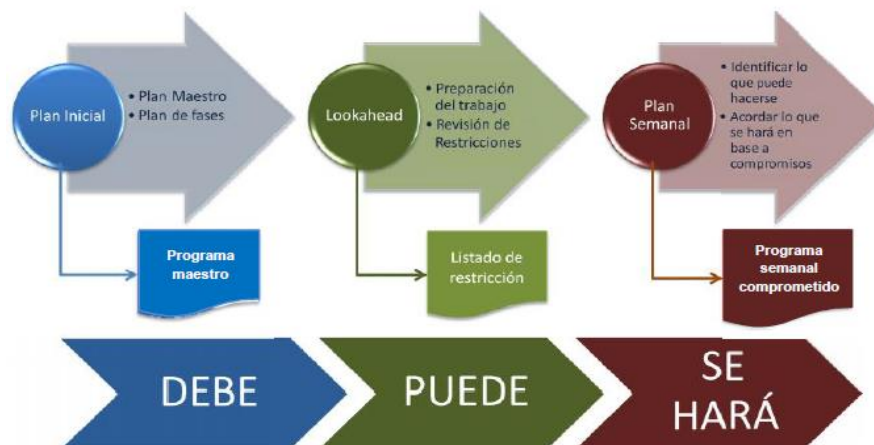 Plan Inicial
• Plan Maestro
• Plan de fases
Programa
maestro
Lookahead
• Preparación
del trabajo
• Revisión de
Restricciones
Listado de
restricción
Plan
Semanal
• Identificar lo
que puede
hacerse
• Acordar lo que
se hará en
base a
compromisos
Programa
semanal
comprometido
DEBE
PUEDE
SE
HARÁ